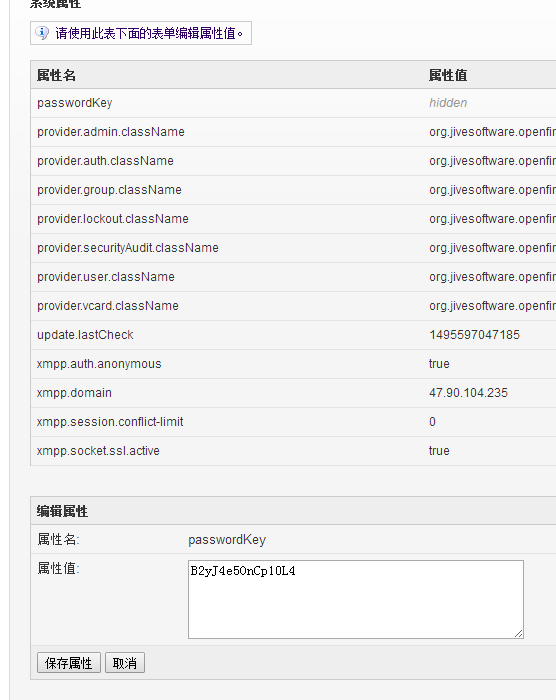 系统属性
请使用此表下面的表单编辑属性值。
属性名 属性值
passwordKey hidden
provider.admin.className org.jivesoftware.openfir
provider.auth.className org.jivesoftware.openfir
provider.group.className org.jivesoftware.openfir
provider.lockout.className org.jivesoftware.openfir
provider.securityAudit.className org.jivesoftware.openfir
provider.user.className org.jivesoftware.openfir
provider.vcard.className org.jivesoftware.openfir
update.lastCheck 1495597047185
xmpp.auth.anonymous true
xmpp.domain 47.90.104.235
xmpp.session.conflict-limit 0
xmpp.socket.ssl.active true
编辑属性
属性名: passwordKey
属性值: B2yJ4e50nCp10L4
保存属性 取消